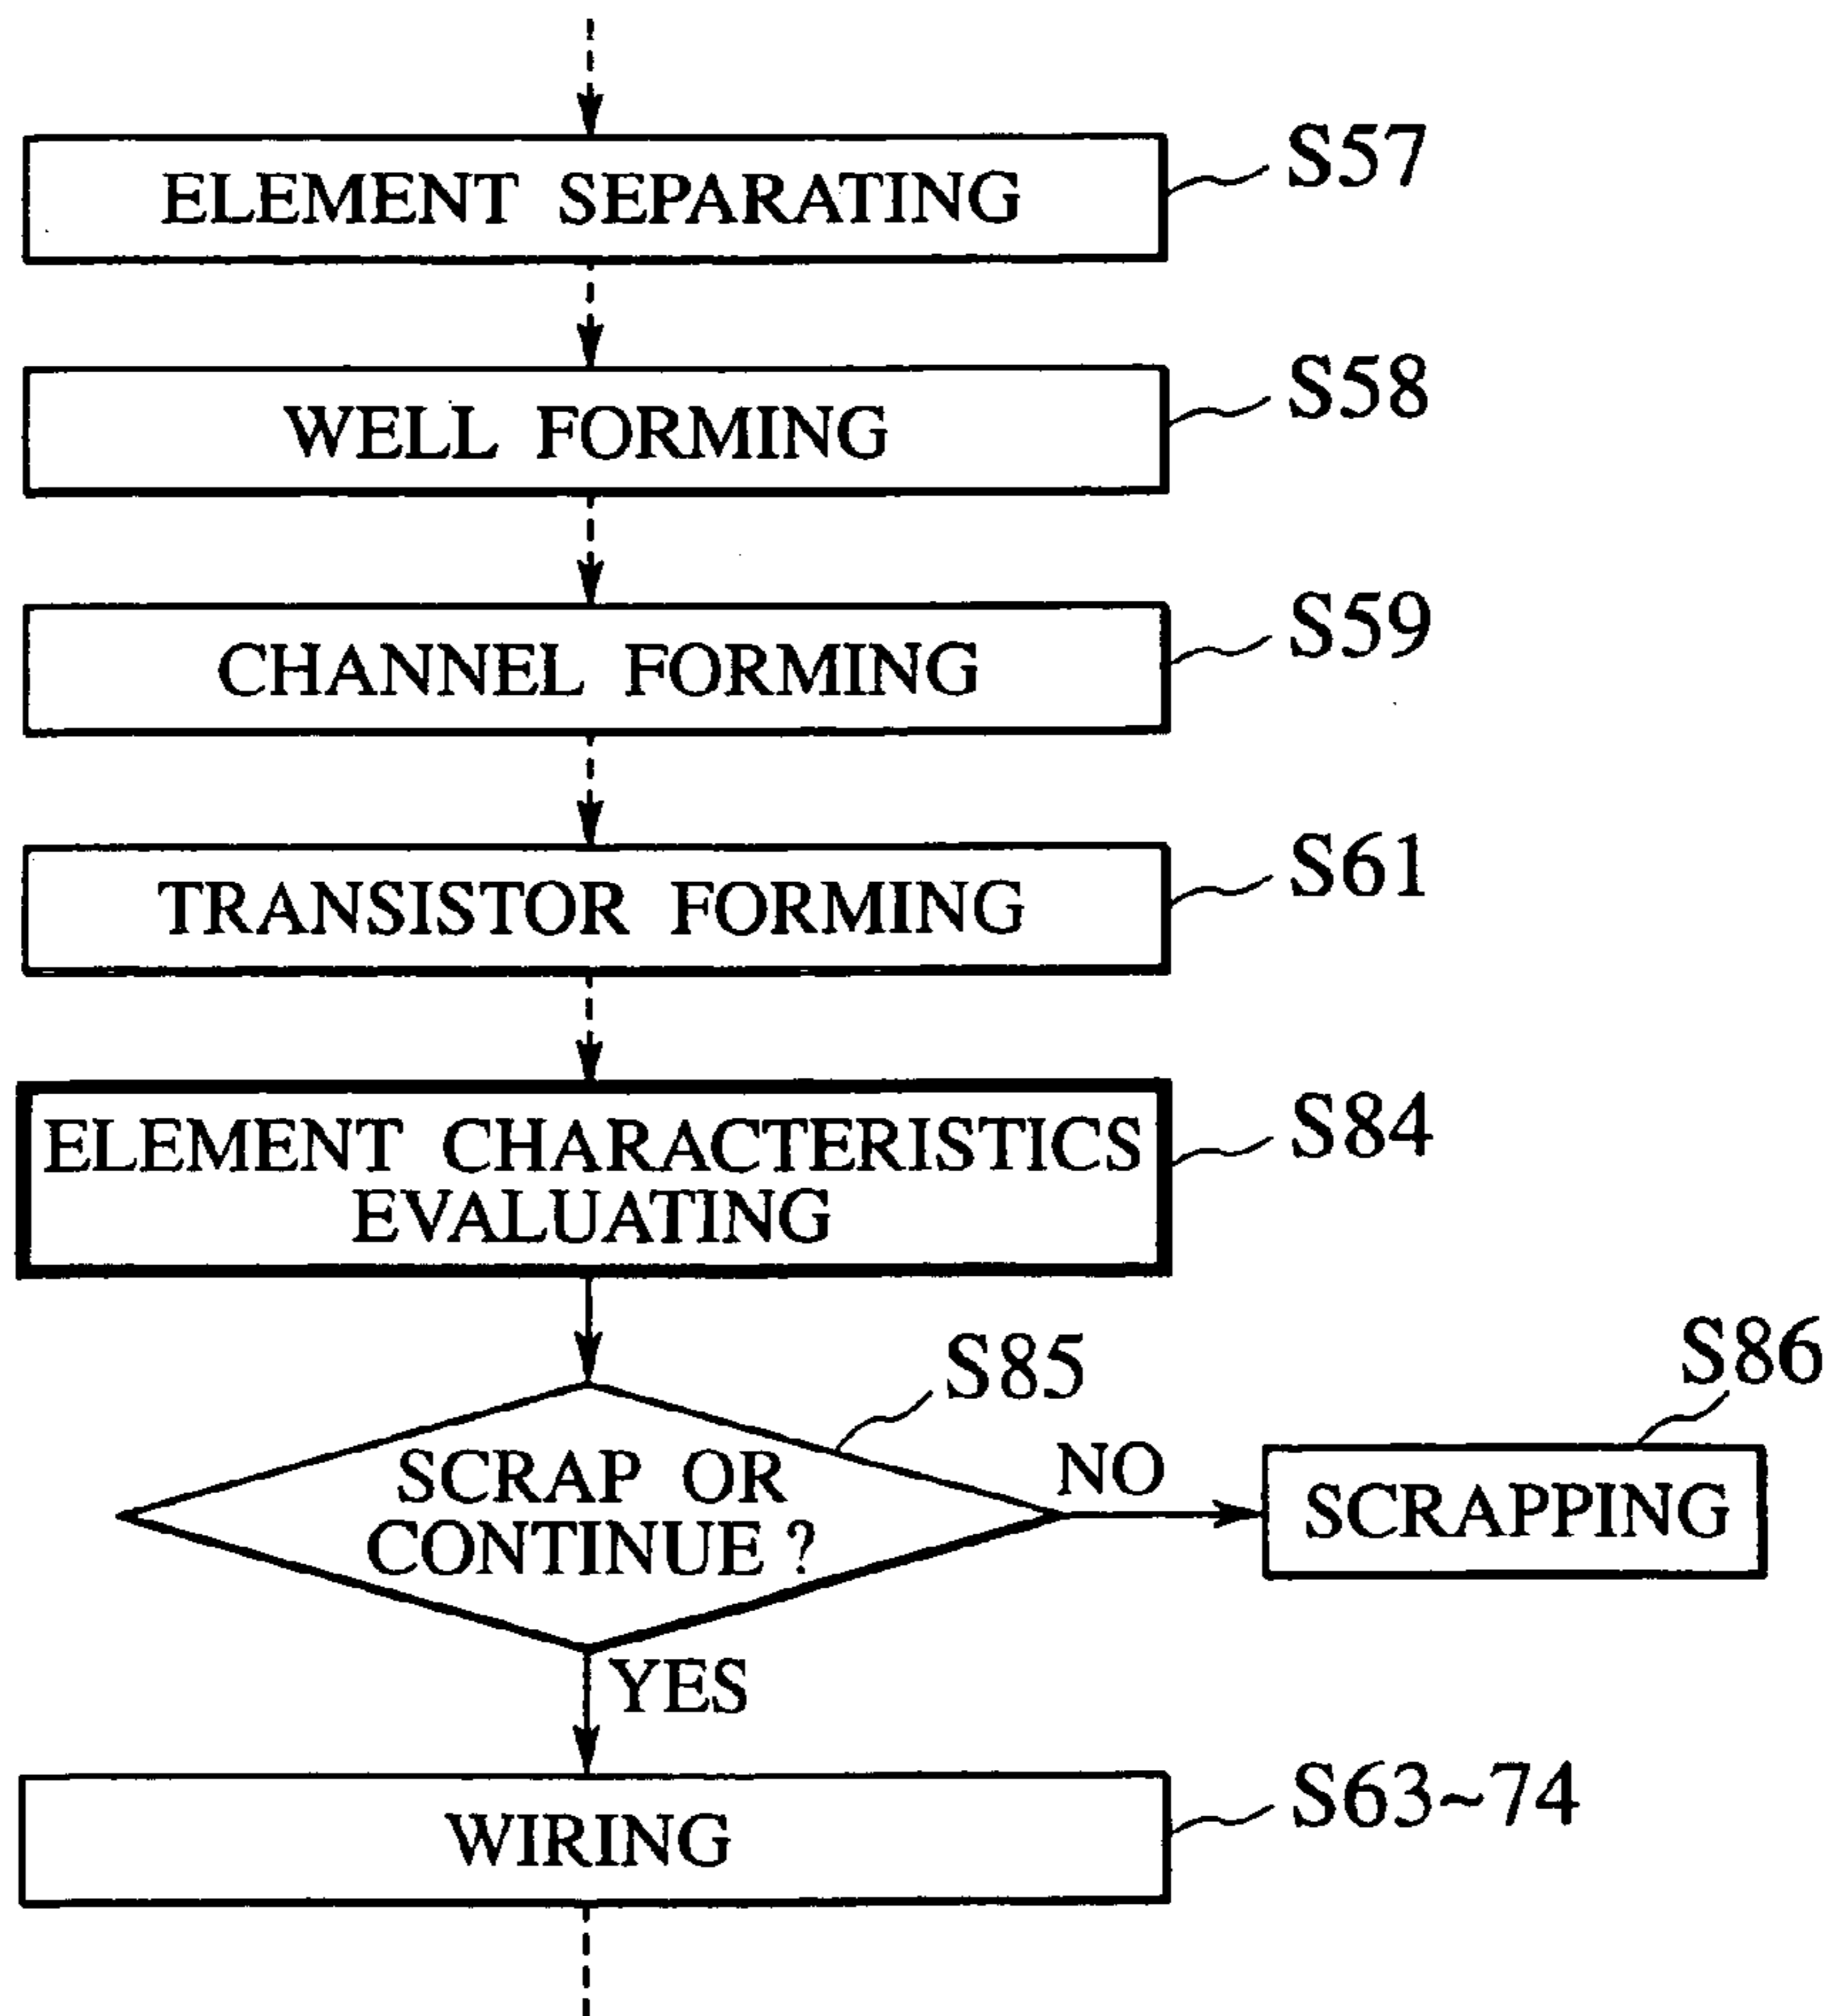 ELEMENT SEPARATING
S57
WELL FORMING
S58
CHANNEL FORMING
S59
TRANSISTOR FORMING
S61
ELEMENT CHARACTERISTICS
EVALUATING
S84
S85
S86
SCRAP OR
CONTINUE ?
NO
SCRAPPING
YES
WIRING
S63~74